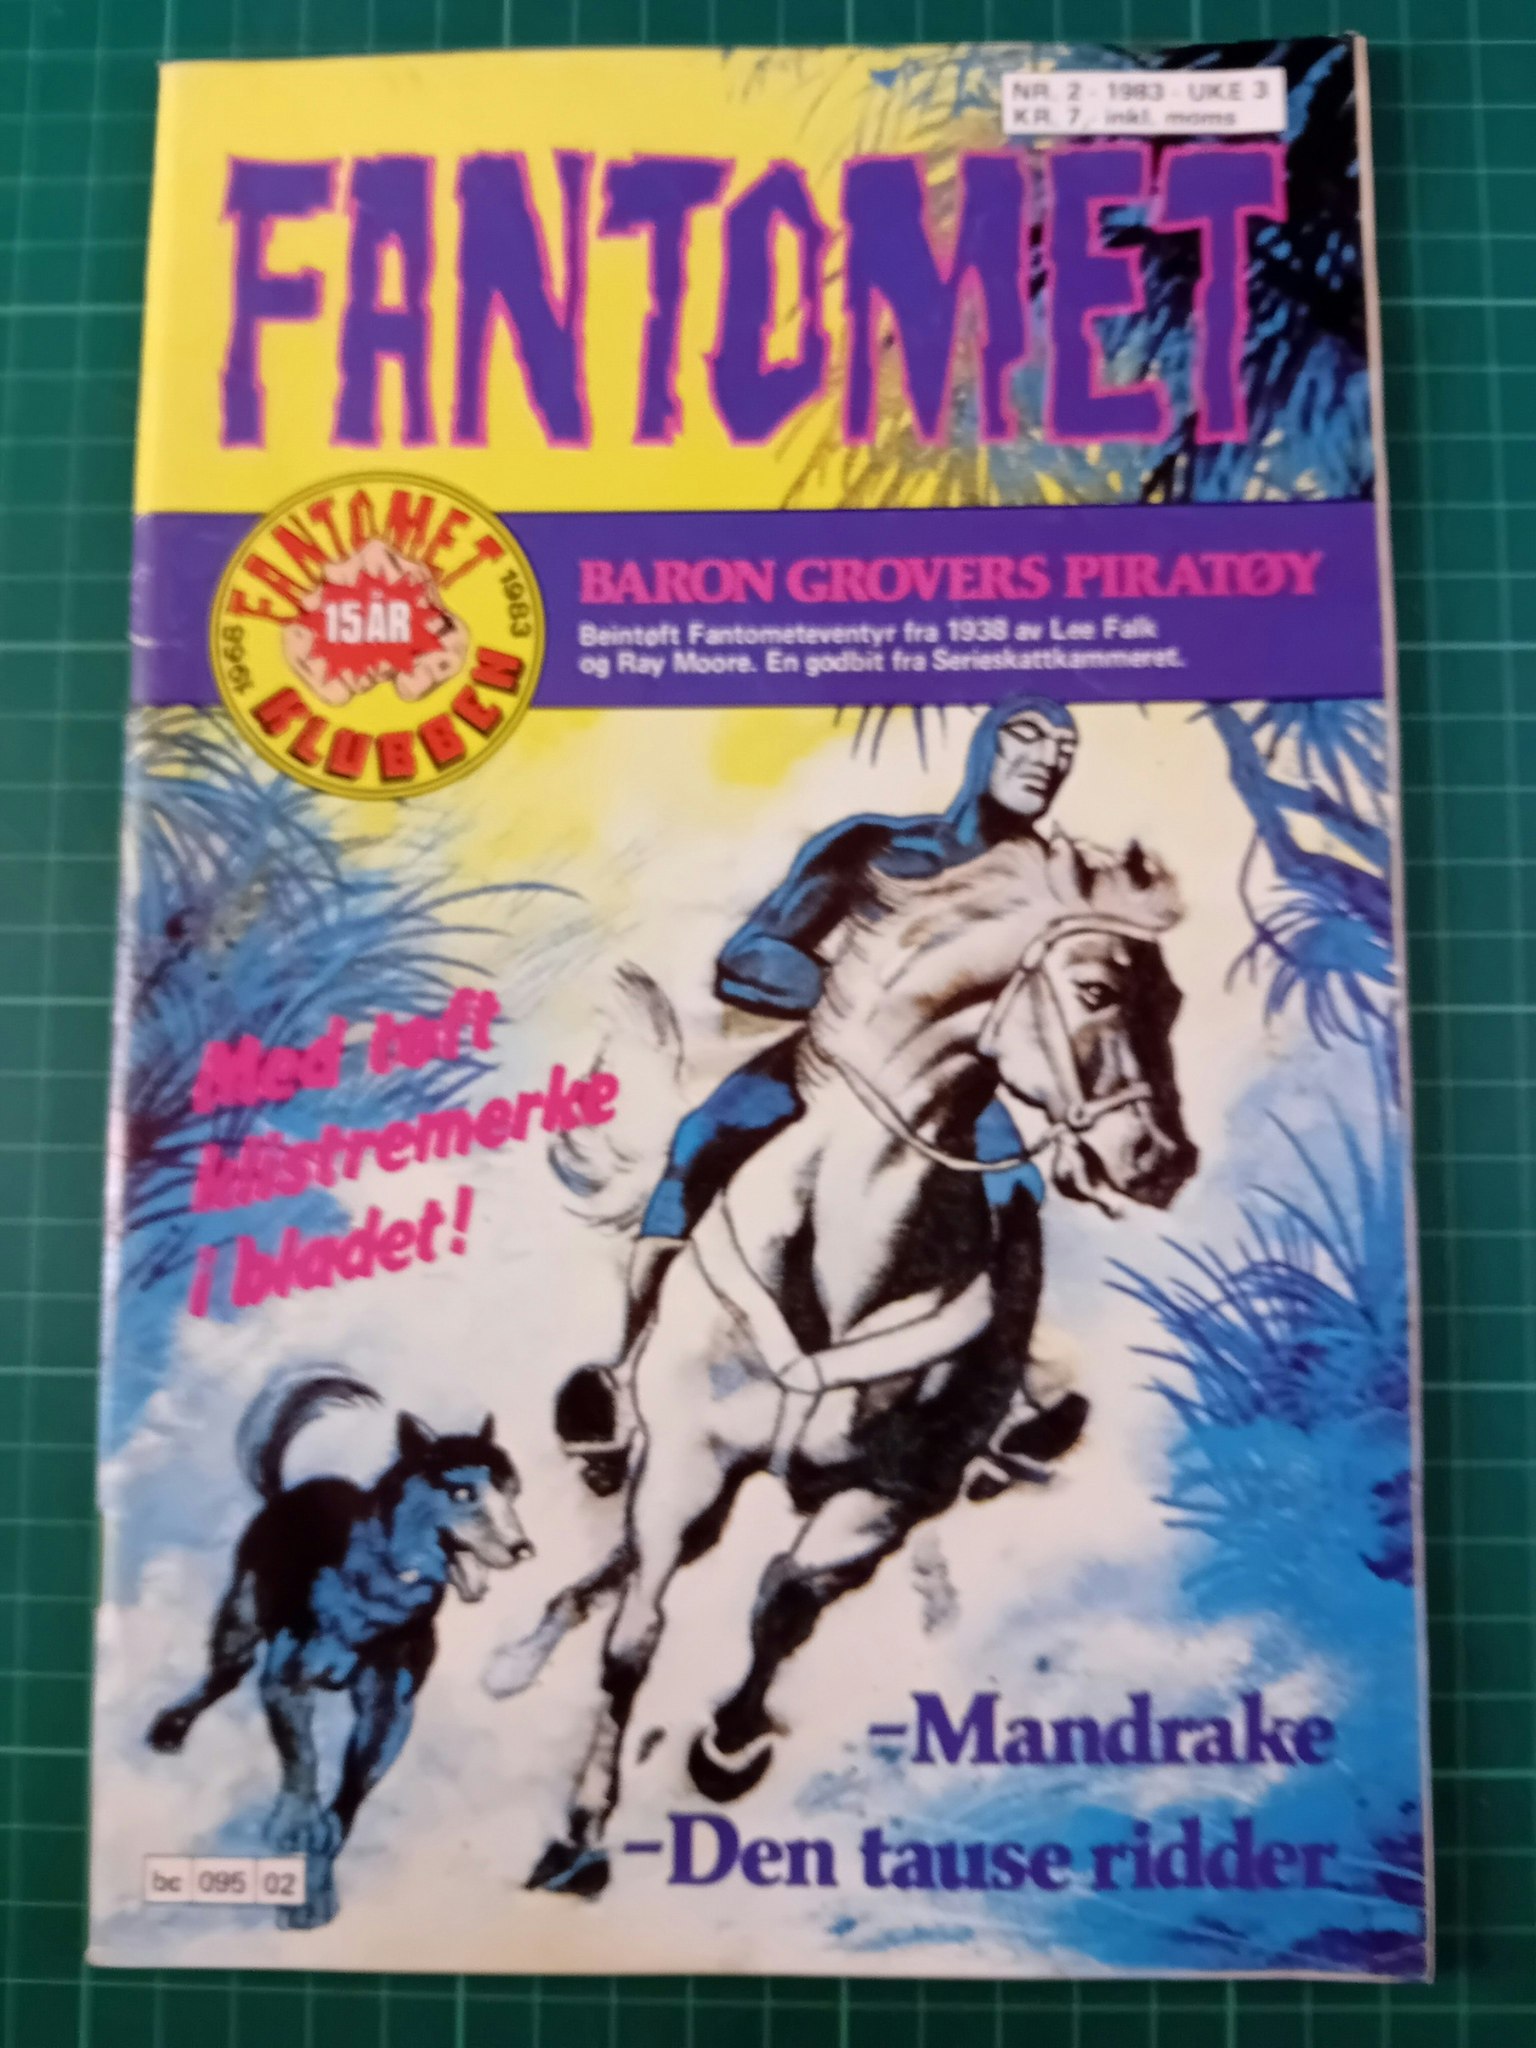 NR. 2 - 1983 - UKE 3
KR. 7,- inkl. moms
FANTOMET
FANTOMET
15 ÅR
1968
1983
KLUBBEN
BARON GROVERS PIRATØY
Beintøft Fantometeventyr fra 1938 av Lee Falk
og Ray Moore. En godbit fra Serieskattkammeret.
Med tøft
klistremerke
i bladet!
-Mandrake
-Den tause ridder
bc 095 02